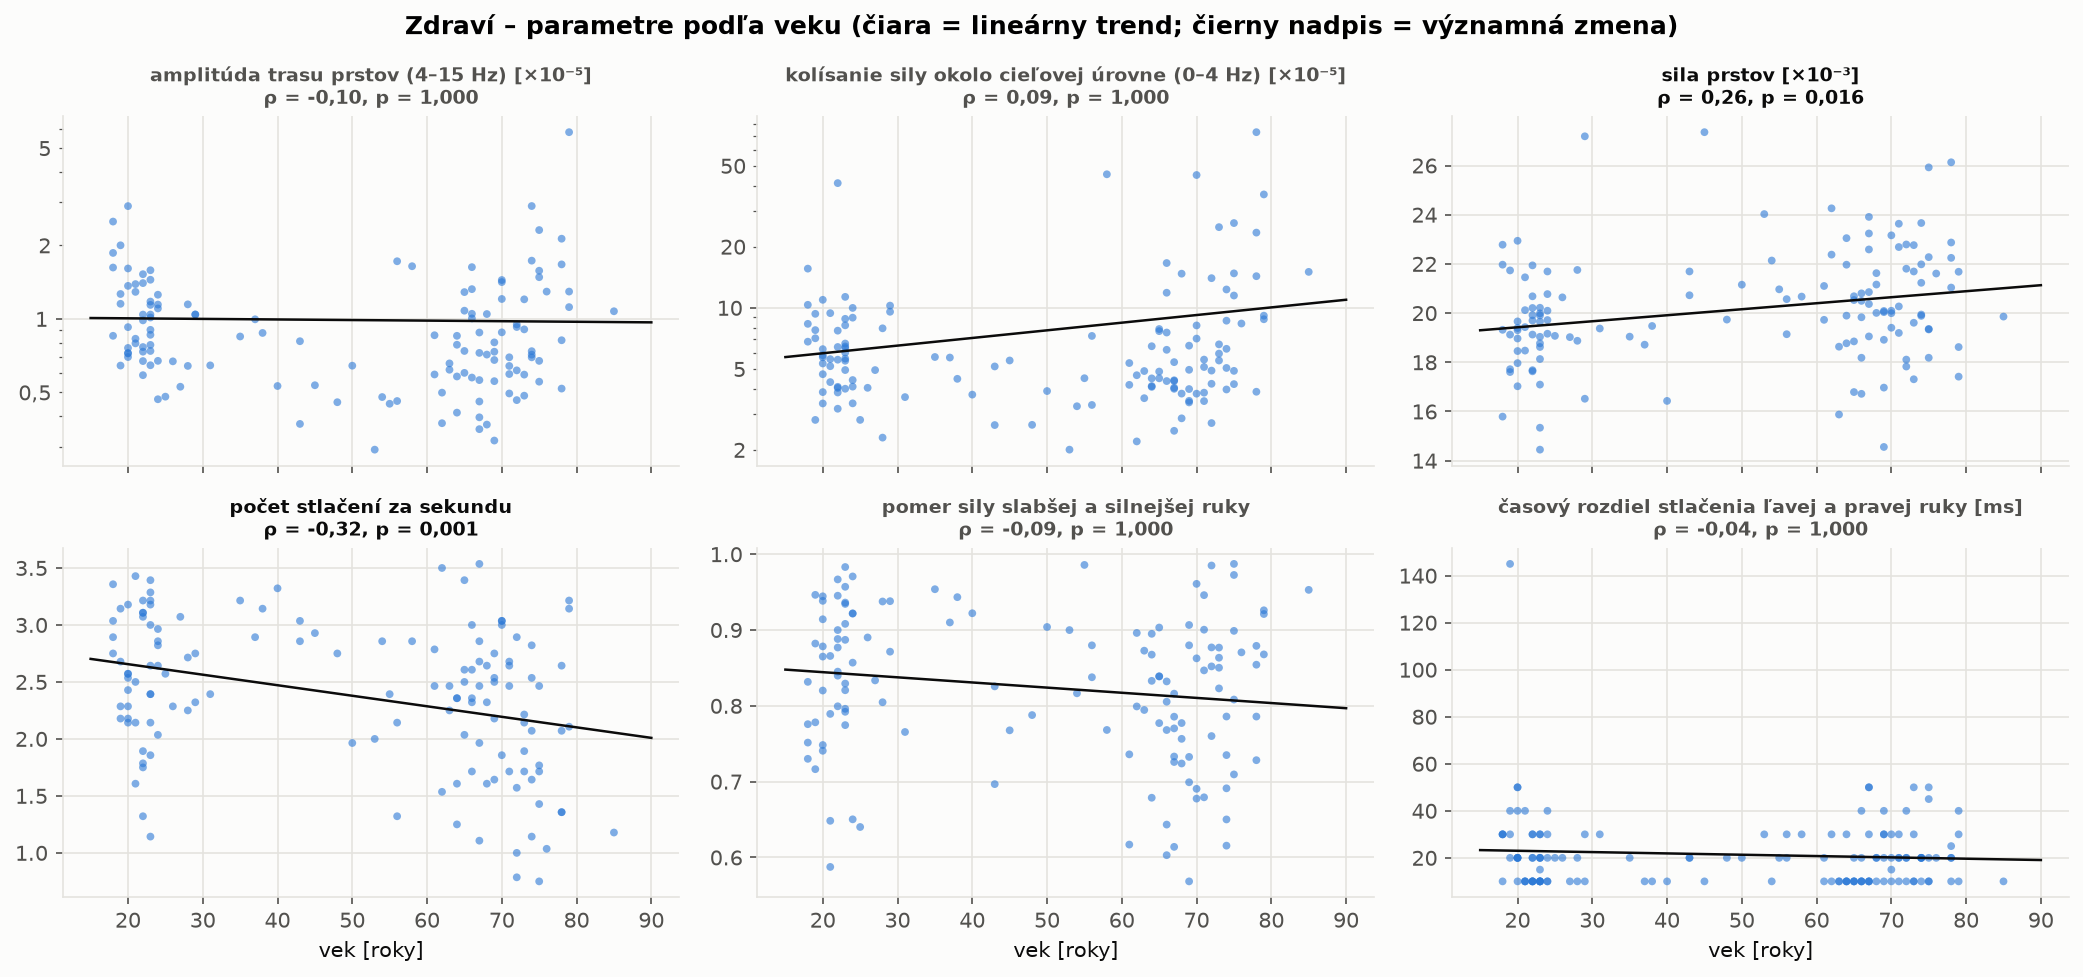 Zdraví – parametre podľa veku (čiara = lineárny trend; čierny nadpis = významná zmena)
amplitúda trasu prstov (4–15 Hz) [×10⁻⁵]
ρ = -0,10, p = 1,000
5
2
1
0.5
kolísanie sily okolo cieľovej úrovne (0–4 Hz) [×10⁻⁵]
ρ = 0,09, p = 1,000
50
20
10
5
2
sila prstov [×10⁻³]
ρ = 0,26, p = 0,016
26
24
22
20
18
16
14
počet stlačení za sekundu
ρ = -0,32, p = 0,001
3.5
3.0
2.5
2.0
1.5
1.0
20 30 40 50 60 70 80 90
vek [roky]
pomer sily slabšej a silnejšej ruky
ρ = -0,09, p = 1,000
1.0
0.9
0.8
0.7
0.6
20 30 40 50 60 70 80 90
vek [roky]
časový rozdiel stlačenia ľavej a pravej ruky [ms]
ρ = -0,04, p = 1,000
140
120
100
80
60
40
20
20 30 40 50 60 70 80 90
vek [roky]